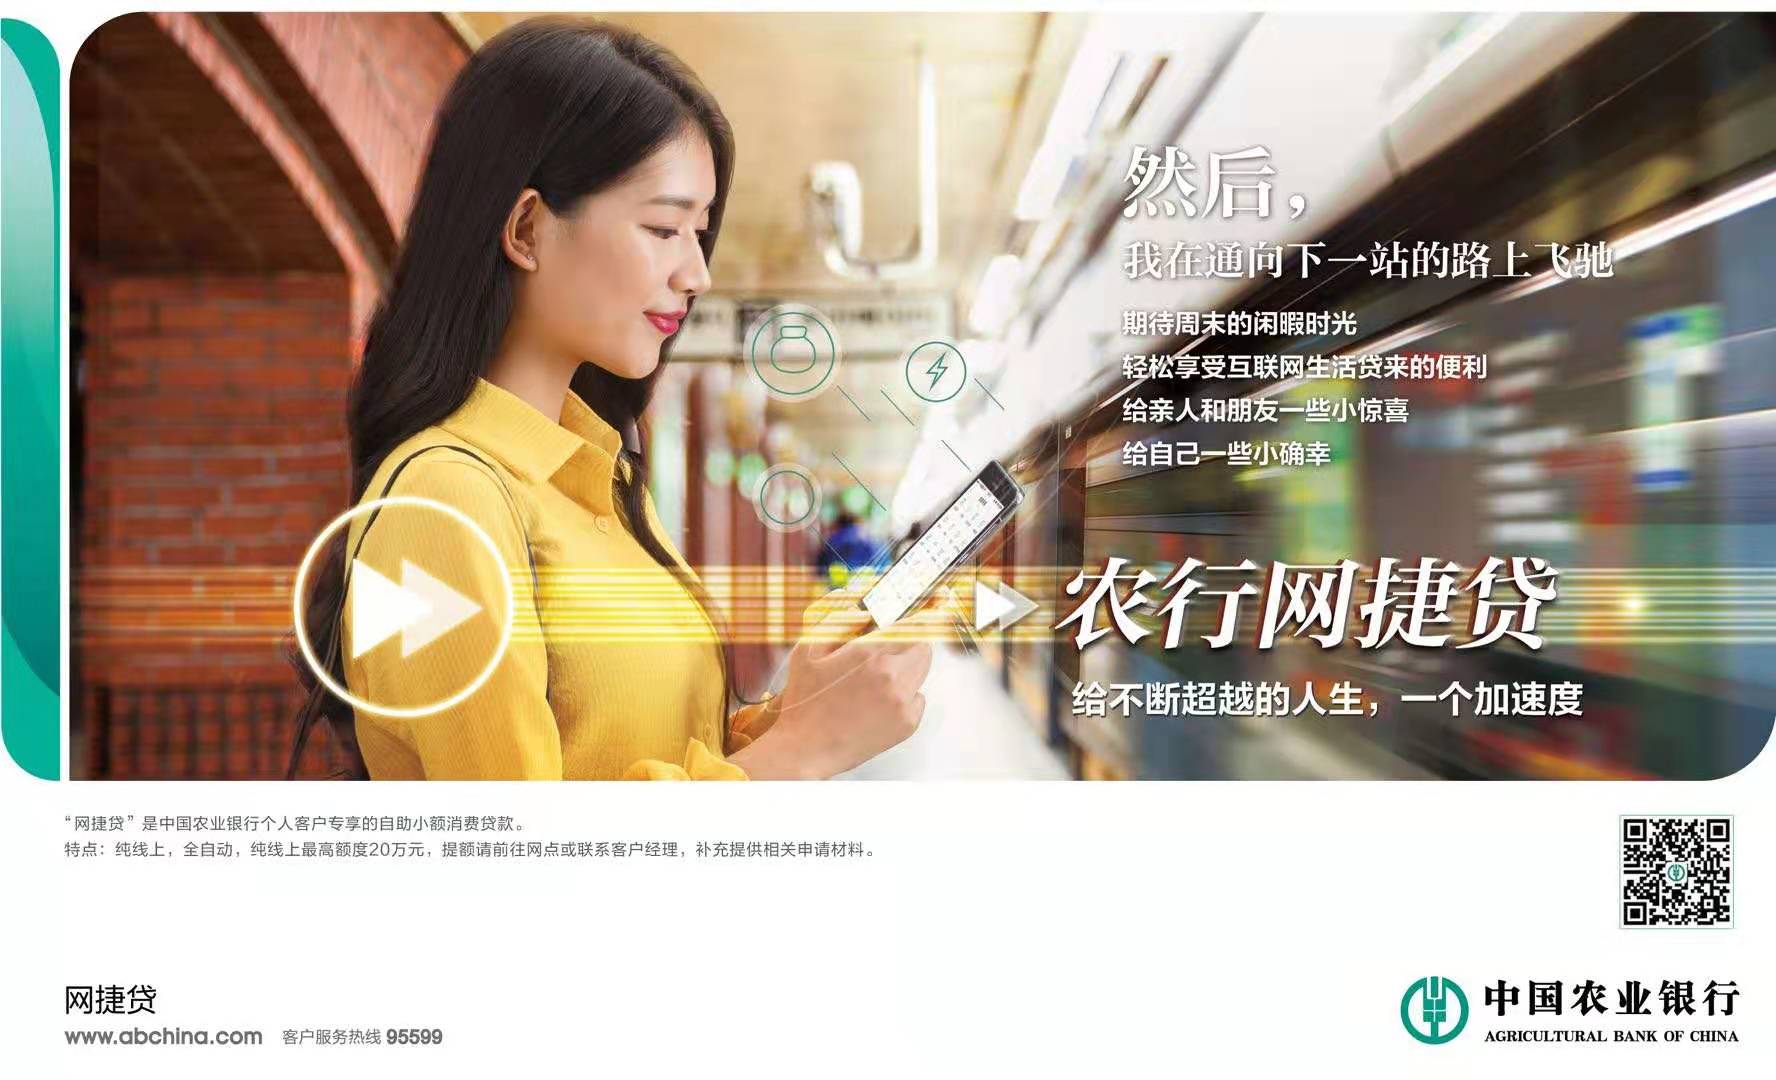 然后，
我在通向下一站的路上飞驰
期待周末的闲暇时光
轻松享受互联网生活贷来的便利
给亲人和朋友一些小惊喜
给自己一些小确幸
农行网捷贷
给不断超越的人生，一个加速度
“网捷贷”是中国农业银行个人客户专享的自助小额消费贷款。
特点：纯线上，全自动，纯线上最高额度20万元，提额请前往网点或联系客户经理，补充提供相关申请材料。
网捷贷
www.abchina.com 客户服务热线 95599
中国农业银行
AGRICULTURAL BANK OF CHINA